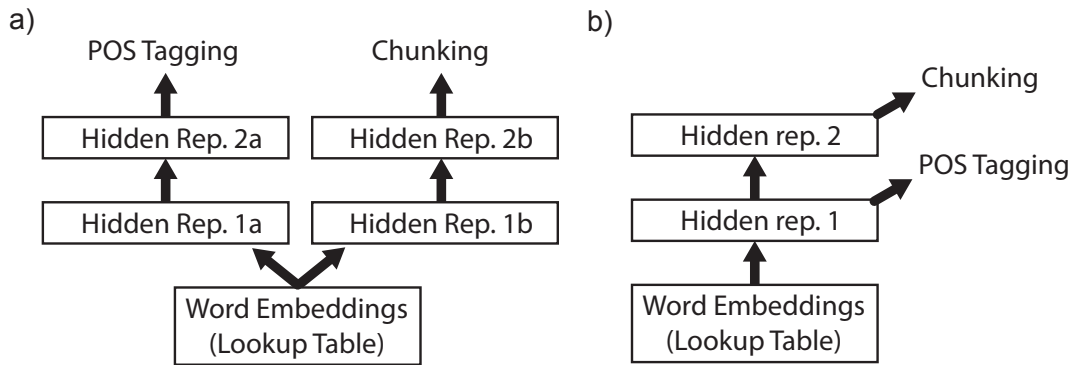 a)
POS Tagging
Chunking
Hidden Rep. 2a
Hidden Rep. 2b
Hidden Rep. 1a
Hidden Rep. 1b
Word Embeddings
(Lookup Table)
b)
Chunking
Hidden rep. 2
POS Tagging
Hidden rep. 1
Word Embeddings
(Lookup Table)